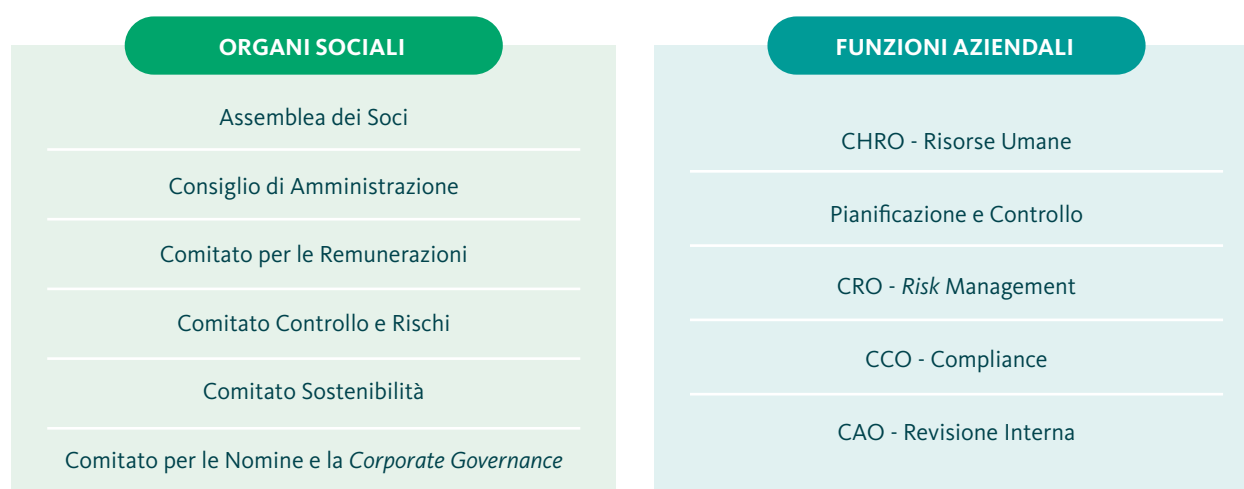 ORGANI SOCIALI
Assemblea dei Soci
Consiglio di Amministrazione
Comitato per le Remunerazioni
Comitato Controllo e Rischi
Comitato Sostenibilità
Comitato per le Nomine e la Corporate Governance
FUNZIONI AZIENDALI
CHRO - Risorse Umane
Pianificazione e Controllo
CRO - Risk Management
CCO - Compliance
CAO - Revisione Interna